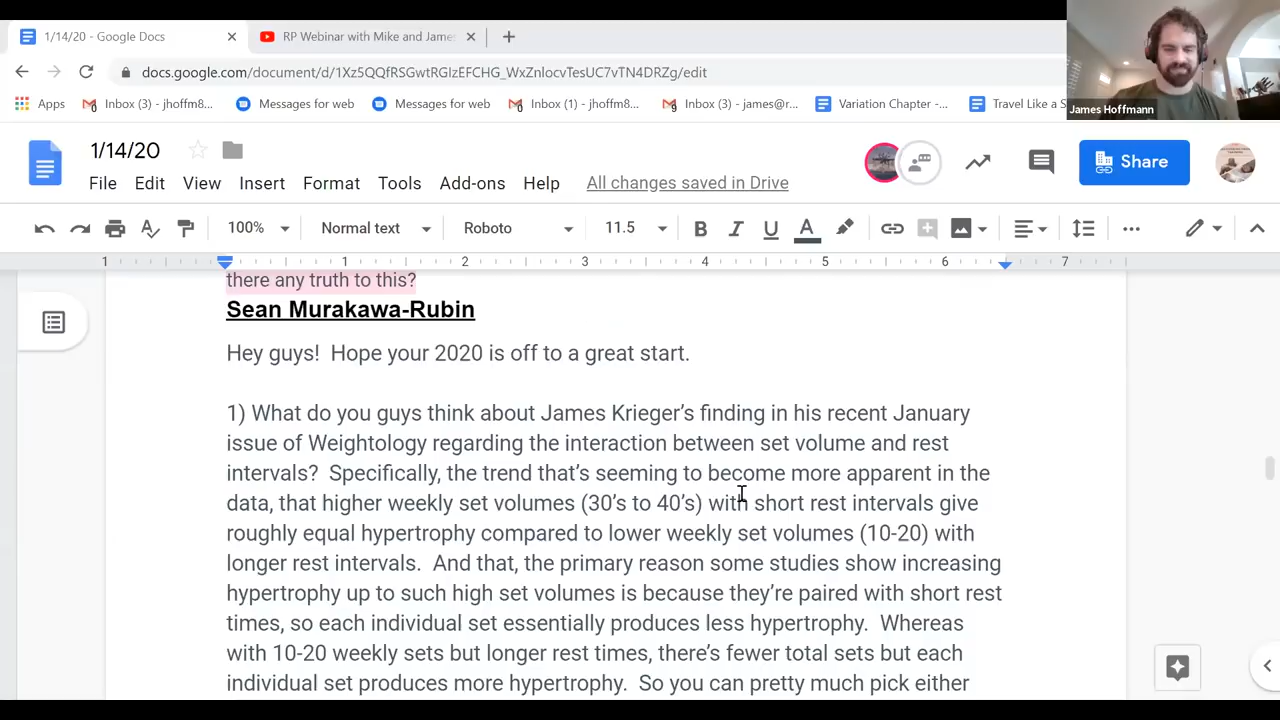 1/14/20 - Google Docs
RP Webinar with Mike and Jame
docs.google.com/document/d/1Xz5QQfRSGwtRGIzEFCHG_WxZnlocvTesUC7vTN4DRZg/edit
Apps
Inbox (3) - jhoffm8...
Messages for web
Messages for web
Inbox (1) - jhoffm8...
Inbox (2) - james@r...
Variation Chapter -...
Travel Like a S
James Hoffmann
1/14/20
File Edit View Insert Format Tools Add-ons Help All changes saved in Drive
Share
100% Normal text Roboto 11.5 B I U A
1 1 2 3 4 5 6 7
there any truth to this?
Sean Murakawa-Rubin
Hey guys! Hope your 2020 is off to a great start.
1) What do you guys think about James Krieger's finding in his recent January
issue of Weightology regarding the interaction between set volume and rest
intervals? Specifically, the trend that's seeming to become more apparent in the
data, that higher weekly set volumes (30's to 40's) with short rest intervals give
roughly equal hypertrophy compared to lower weekly set volumes (10-20) with
longer rest intervals. And that, the primary reason some studies show increasing
hypertrophy up to such high set volumes is because they're paired with short rest
times, so each individual set essentially produces less hypertrophy. Whereas
with 10-20 weekly sets but longer rest times, there's fewer total sets but each
individual set produces more hypertrophy. So you can pretty much pick either